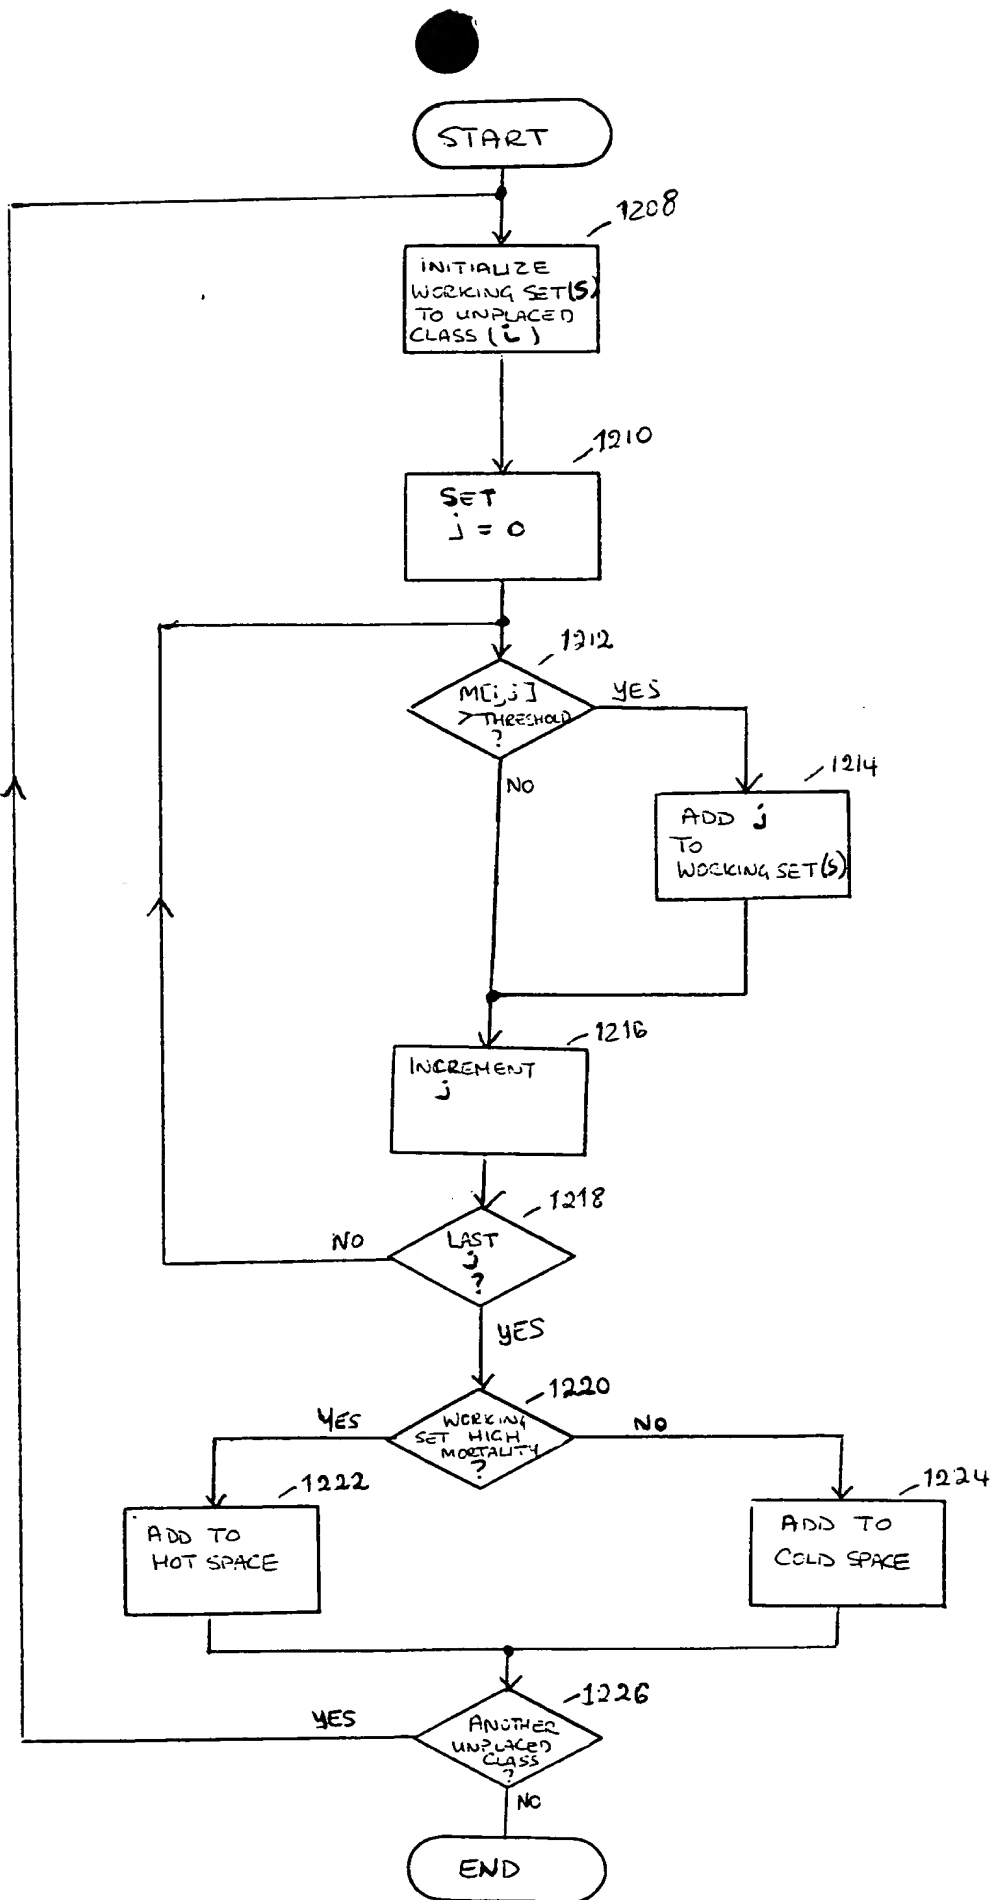 START
1208
INITIALIZE
WORKING SET(S)
TO UNPLACED
CLASS (i)
1210
SET
j = 0
1212
M[i,j]
> THRESHOLD
?
YES
NO
1214
ADD j
TO
WORKING SET(S)
1216
INCREMENT
j
1218
LAST
j
?
NO
YES
1220
WORKING
SET HIGH
MORTALITY
?
YES
NO
1222
ADD TO
HOT SPACE
1224
ADD TO
COLD SPACE
1226
ANOTHER
UNPLACED
CLASS
?
YES
NO
END